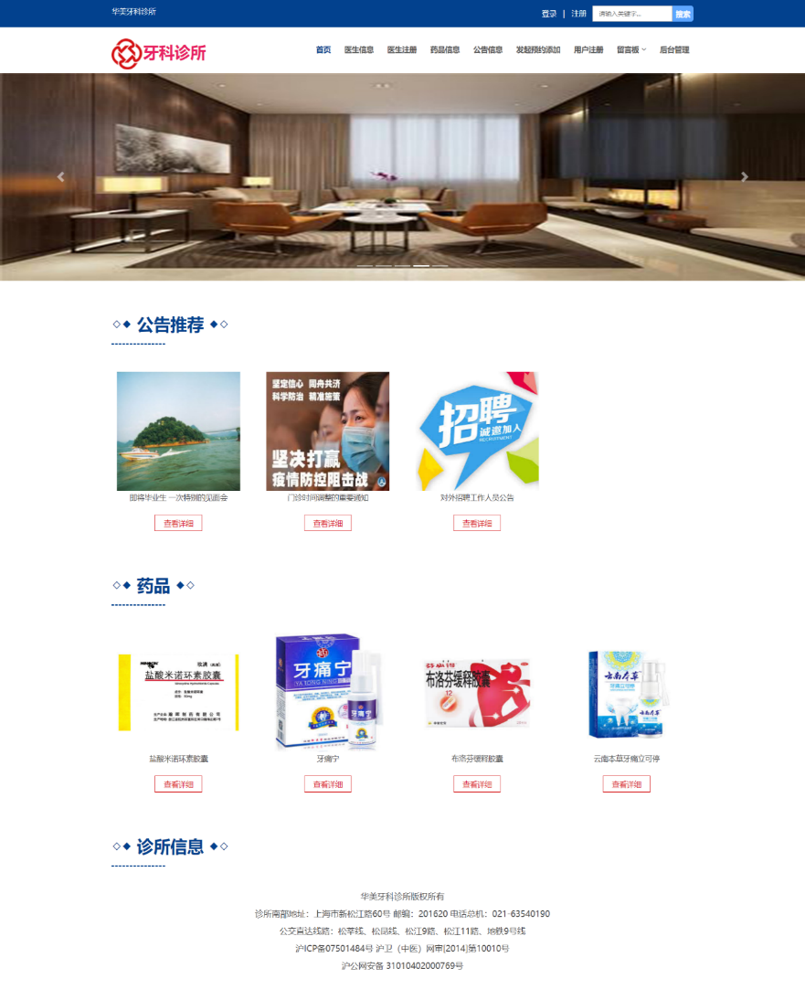 华美牙科诊所
登录 | 注册 请输入关键字... 搜索
牙科诊所
首页 医生信息 医生注册 药品信息 公告信息 发起预约添加 用户注册 留言板 后台管理
公告推荐
坚定信心 同舟共济
科学防治 精准施策
坚决打赢
疫情防控阻击战
招聘
诚邀加人
RECRUITMENT
即将毕业生 一次特别的见面会 门诊时间调整的重要通知 对外招聘工作人员公告
查看详细 查看详细 查看详细
药品
盐酸米诺环素胶囊
牙痛宁
YA TONG NING
布洛芬缓释胶囊
12
云南本草
牙痛立可停
盐酸米诺环素胶囊 牙痛宁 布洛芬缓释胶囊 云南本草牙痛立可停
查看详细 查看详细 查看详细 查看详细
诊所信息
华美牙科诊所版权所有
诊所南部地址：上海市新松江路60号 邮编：201620 电话总机：021-63540190
公交直达线路：松莘线、松昆线、松江9路、松江11路、地铁9号线
沪ICP备07501484号 沪卫（中医）网审[2014]第10010号
沪公网安备 31010402000769号